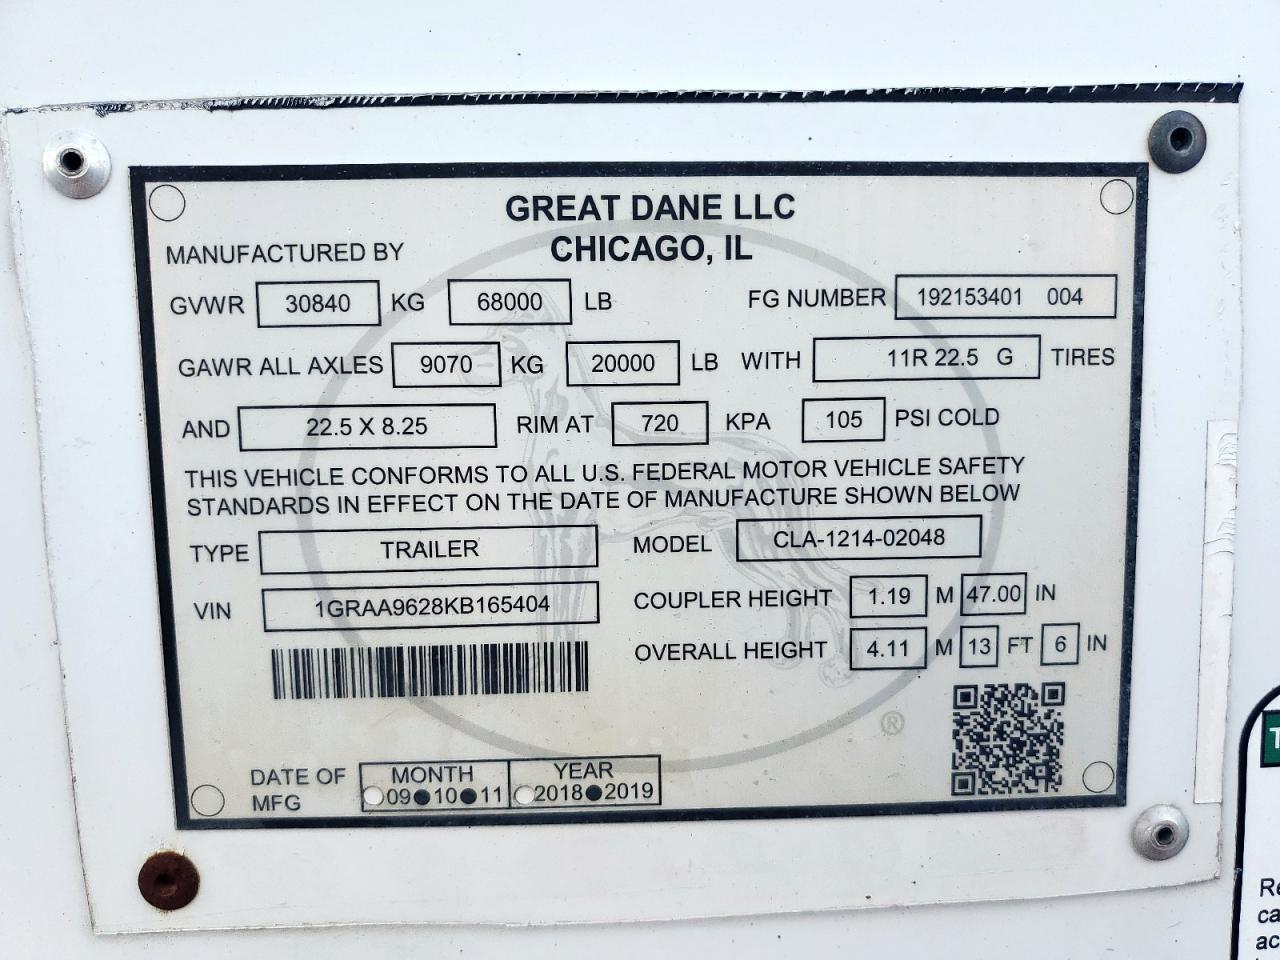 GREAT DANE LLC
MANUFACTURED BY CHICAGO, IL
GVWR 30840 KG 68000 LB FG NUMBER 192153401 004
GAWR ALL AXLES 9070 KG 20000 LB WITH 11R 22.5 G TIRES
AND 22.5 X 8.25 RIM AT 720 KPA 105 PSI COLD
THIS VEHICLE CONFORMS TO ALL U.S. FEDERAL MOTOR VEHICLE SAFETY
STANDARDS IN EFFECT ON THE DATE OF MANUFACTURE SHOWN BELOW
TYPE TRAILER MODEL CLA-1214-02048
VIN 1GRAA9628KB165404 COUPLER HEIGHT 1.19 M 47.00 IN
OVERALL HEIGHT 4.11 M 13 FT 6 IN
®
DATE OF MFG MONTH 09 10 11 YEAR 2018 2019